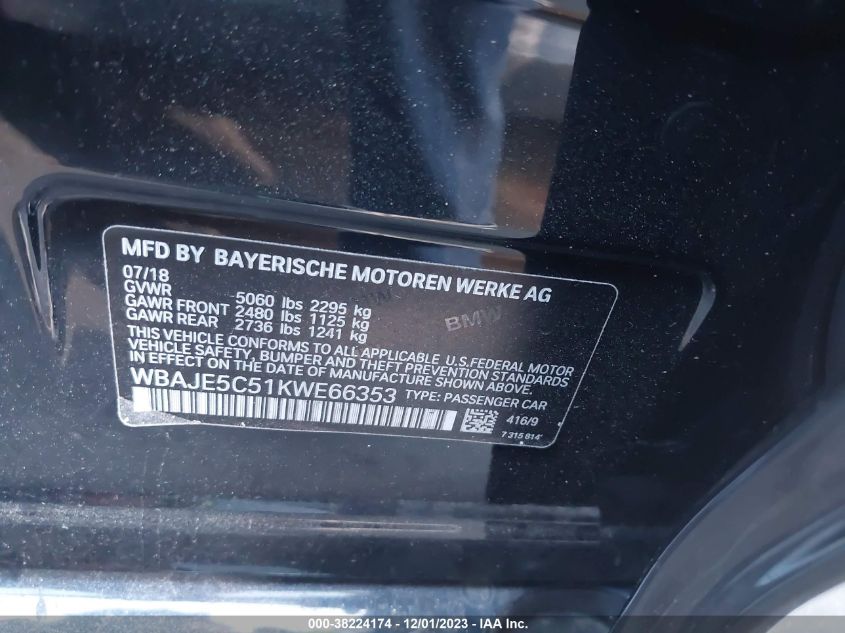 MFD BY BAYERISCHE MOTOREN WERKE AG
07/18
GVWR 5060 lbs 2295 kg
GAWR FRONT 2480 lbs 1125 kg
GAWR REAR 2736 lbs 1241 kg
BMW
THIS VEHICLE CONFORMS TO ALL APPLICABLE U.S.FEDERAL MOTOR
VEHICLE SAFETY, BUMPER AND THEFT PREVENTION STANDARDS
IN EFFECT ON THE DATE OF MANUFACTURE SHOWN ABOVE.
WBAJE5C51KWE66353 TYPE: PASSENGER CAR
416/9
7 315 814
000-38224174 - 12/01/2023 - IAA Inc.